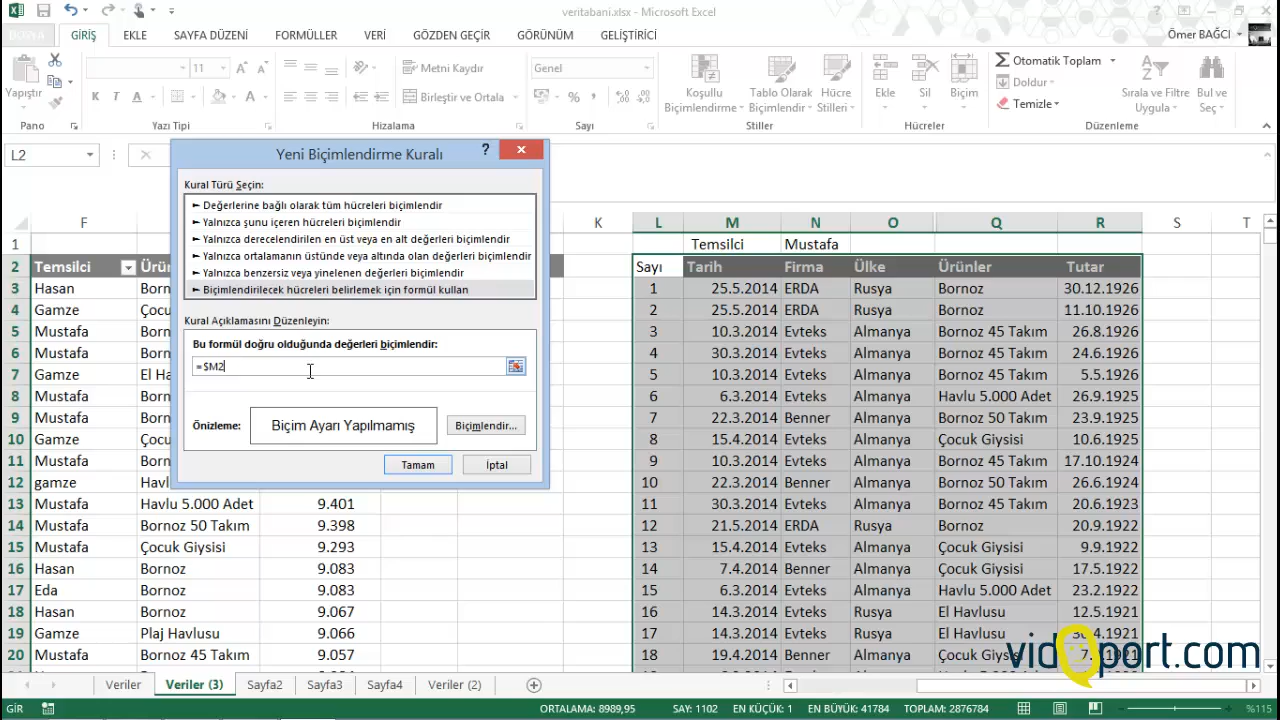 veritabani.xlsx - Microsoft Excel
DOSYA GİRİŞ EKLE SAYFA DÜZENİ FORMÜLLER VERİ GÖZDEN GEÇİR GÖRÜNÜM GELİŞTİRİCİ Ömer BAĞCI
Yapıştır
11
K T A
Metni Kaydır
Birleştir ve Ortala
Genel
Koşullu Biçimlendirme
Tablo Olarak Biçimlendir
Hücre Stilleri
Ekle Sil Biçim
Otomatik Toplam
Doldur
Temizle
Sırala ve Filtre Uygula
Bul ve Seç
Pano Yazı Tipi Hizalama Sayı Stiller Hücreler Düzenleme
L2
Yeni Biçimlendirme Kuralı ?
Kural Türü Seçin:
► Değerlerine bağlı olarak tüm hücreleri biçimlendir
► Yalnızca şunu içeren hücreleri biçimlendir
► Yalnızca derecelendirilen en üst veya en alt değerleri biçimlendir
► Yalnızca ortalamanın üstünde veya altında olan değerleri biçimlendir
► Yalnızca benzersiz veya yinelenen değerleri biçimlendir
► Biçimlendirilecek hücreleri belirlemek için formül kullan
Kural Açıklamasını Düzenleyin:
Bu formül doğru olduğunda değerleri biçimlendir:
=$M2
Önizleme: Biçim Ayarı Yapılmamış Biçimlendir...
Tamam İptal
F K L M N O Q R S T
1 Temsilci Mustafa
2 Temsilci Ürün Sayı Tarih Firma Ülke Ürünler Tutar
3 Hasan Born 1 25.5.2014 ERDA Rusya Bornoz 30.12.1926
4 Gamze Çocu 2 25.5.2014 ERDA Rusya Bornoz 11.10.1926
5 Mustafa Born 3 10.3.2014 Evteks Almanya Bornoz 45 Takım 26.8.1926
6 Mustafa Born 4 30.3.2014 Evteks Almanya Bornoz 45 Takım 24.6.1926
7 Gamze El Ha 5 10.3.2014 Evteks Almanya Bornoz 45 Takım 5.5.1926
8 Mustafa Born 6 6.3.2014 Evteks Almanya Havlu 5.000 Adet 26.9.1925
9 Mustafa Born 7 22.3.2014 Benner Almanya Bornoz 50 Takım 23.9.1925
10 Gamze Çocu 8 15.4.2014 Evteks Almanya Çocuk Giysisi 10.6.1925
11 Mustafa Born 9 10.3.2014 Evteks Almanya Bornoz 45 Takım 17.10.1924
12 gamze Havl 10 22.3.2014 Benner Almanya Bornoz 50 Takım 26.6.1924
13 Mustafa Havlu 5.000 Adet 9.401 11 30.3.2014 Evteks Almanya Bornoz 45 Takım 20.6.1923
14 Mustafa Bornoz 50 Takım 9.398 12 21.5.2014 ERDA Rusya Bornoz 20.9.1922
15 Mustafa Çocuk Giysisi 9.293 13 15.4.2014 Evteks Almanya Çocuk Giysisi 9.9.1922
16 Hasan Bornoz 9.083 14 7.4.2014 Benner Almanya Çocuk Giysisi 17.5.1922
17 Eda Bornoz 9.083 15 6.3.2014 Evteks Almanya Havlu 5.000 Adet 23.2.1922
18 Hasan Bornoz 9.067 16 14.3.2014 Evteks Rusya El Havlusu 12.5.1921
19 Gamze Plaj Havlusu 9.066 17 14.3.2014 Evteks Rusya El Havlusu
20 Mustafa Bornoz 45 Takım 9.057 18 19.4.2014 Benner Almanya Çocuk Giysisi
vidoport.com
Veriler Veriler (3) Sayfa2 Sayfa3 Sayfa4 Veriler (2)
GİR ORTALAMA: 8989,95 SAY: 1102 EN KÜÇÜK: 1 EN BÜYÜK: 41784 TOPLAM: 2876784 %115